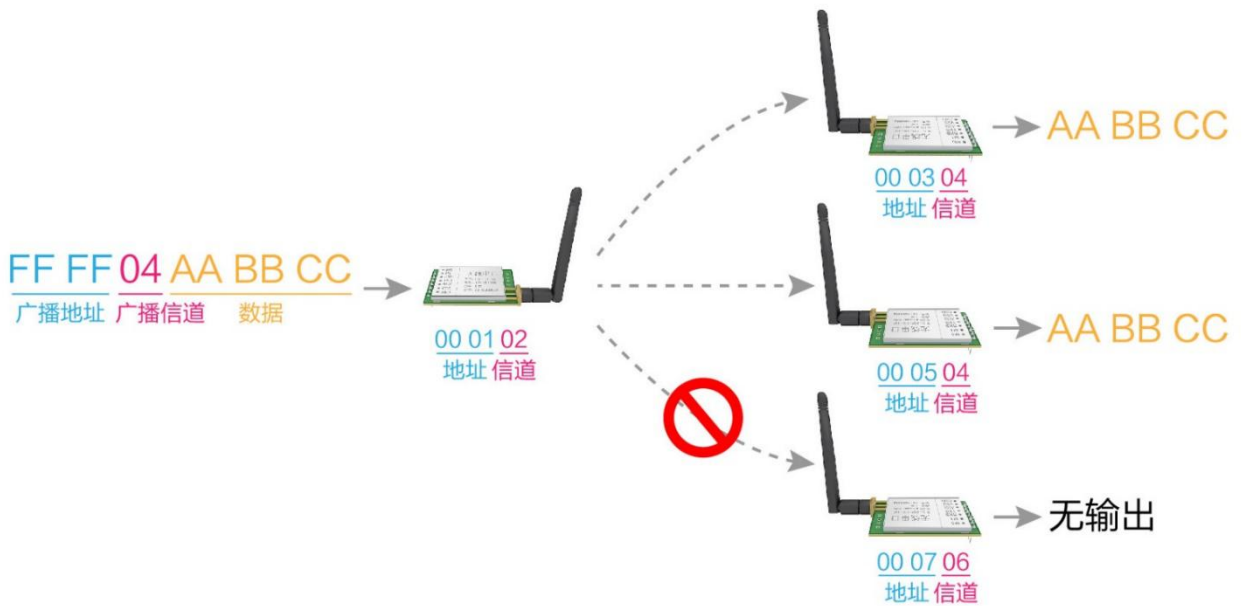 FF FF 04 AA BB CC
广播地址 广播信道 数据
00 01 02
地址 信道
00 03 04
地址 信道
AA BB CC
00 05 04
地址 信道
AA BB CC
00 07 06
地址 信道
无输出